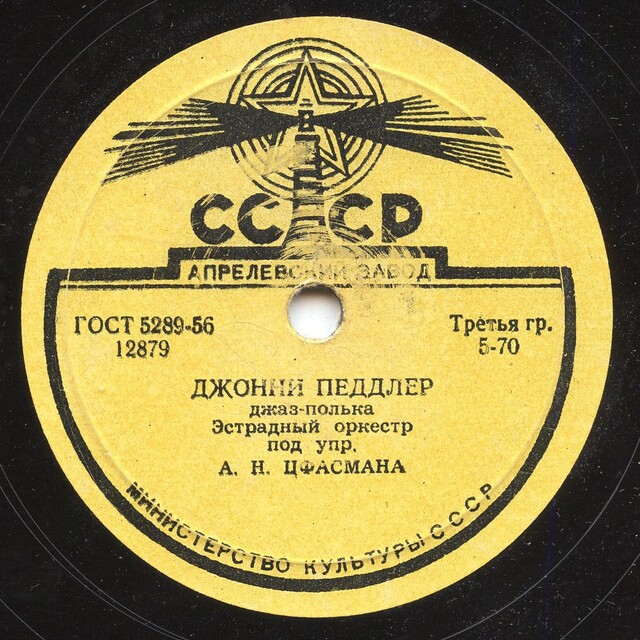 СССР
АПРЕЛЕВСКИЙ ЗАВОД
ГОСТ 5289-56
12879
Третья гр.
5-70
ДЖОННИ ПЕДДЛЕР
джаз-полька
Эстрадный оркестр
под упр.
А. Н. ЦФАСМАНА
МИНИСТЕРСТВО КУЛЬТУРЫ СССР